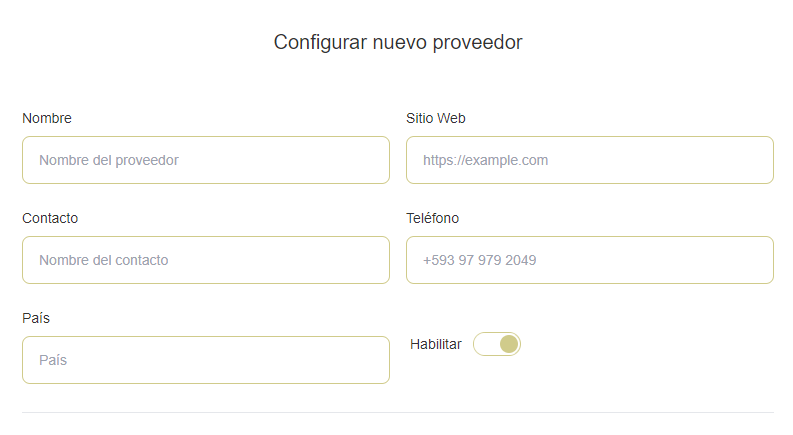 Configurar nuevo proveedor
Nombre
Sitio Web
Nombre del proveedor
https://example.com
Contacto
Teléfono
Nombre del contacto
+593 97 979 2049
País
Habilitar
País